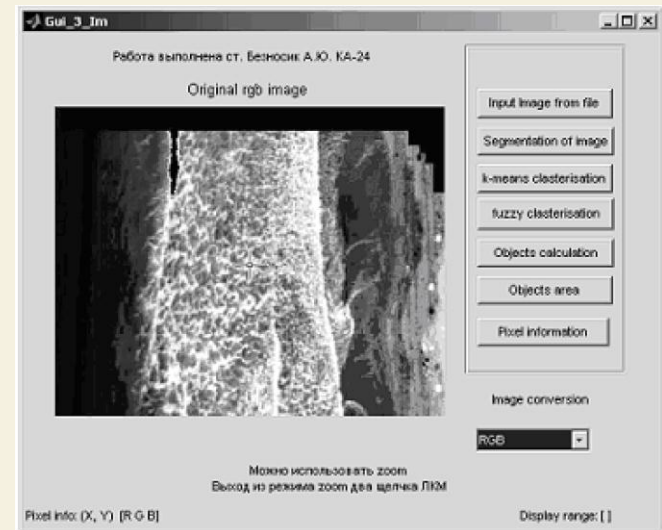 Gui_3_Im
Работа выполнена ст. Безносик А.Ю. КА-24
Original rgb image
Input Image from file
Segmentation of image
k-means clasterisation
fuzzy clasterisation
Objects calculation
Objects area
Pixel information
Image conversion
RGB
Можно использовать zoom
Выход из режима zoom два щелчка ЛКМ
Pixel info: (X, Y) [R G B]
Display range: [ ]